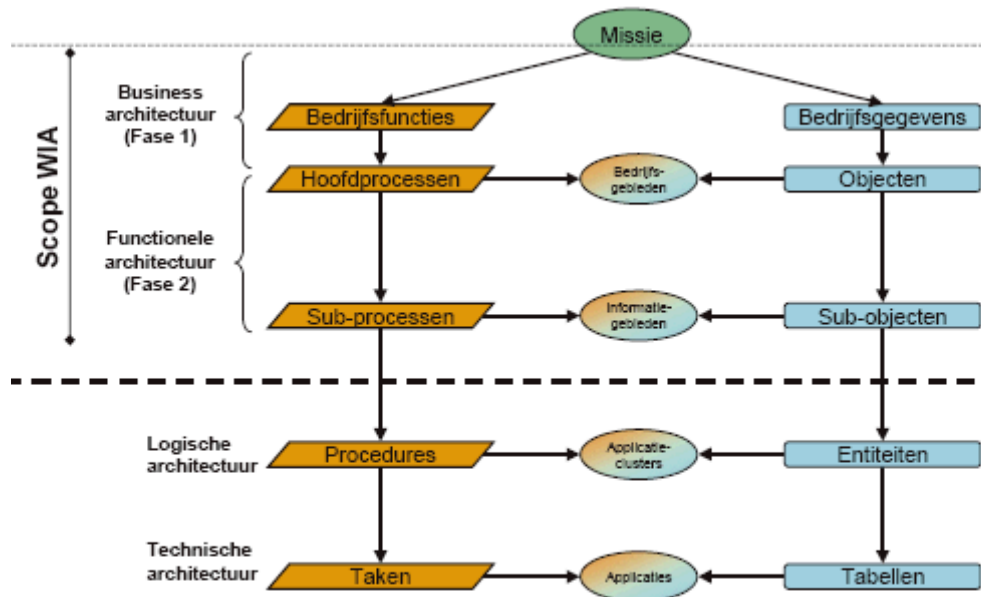 Missie
Scope WIA
Business
architectuur
(Fase 1)
Bedrijfsfuncties
Bedrijfsgegevens
Hoofdprocessen
Bedrijfs-
gebieden
Objecten
Functionele
architectuur
(Fase 2)
Sub-processen
Informatie-
gebieden
Sub-objecten
Logische
architectuur
Procedures
Applicatie-
clusters
Entiteiten
Technische
architectuur
Taken
Applicaties
Tabellen